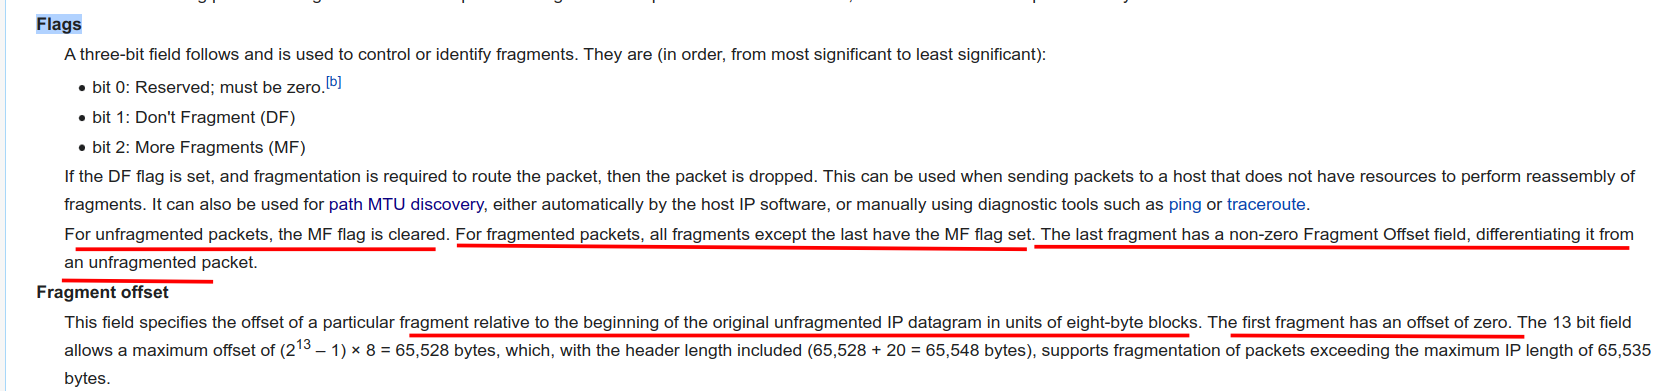 Flags
A three-bit field follows and is used to control or identify fragments. They are (in order, from most significant to least significant):
• bit 0: Reserved; must be zero.[b]
• bit 1: Don't Fragment (DF)
• bit 2: More Fragments (MF)
If the DF flag is set, and fragmentation is required to route the packet, then the packet is dropped. This can be used when sending packets to a host that does not have resources to perform reassembly of
fragments. It can also be used for path MTU discovery, either automatically by the host IP software, or manually using diagnostic tools such as ping or traceroute.
For unfragmented packets, the MF flag is cleared. For fragmented packets, all fragments except the last have the MF flag set. The last fragment has a non-zero Fragment Offset field, differentiating it from
an unfragmented packet.
Fragment offset
This field specifies the offset of a particular fragment relative to the beginning of the original unfragmented IP datagram in units of eight-byte blocks. The first fragment has an offset of zero. The 13 bit field
allows a maximum offset of (2¹³ – 1) × 8 = 65,528 bytes, which, with the header length included (65,528 + 20 = 65,548 bytes), supports fragmentation of packets exceeding the maximum IP length of 65,535
bytes.